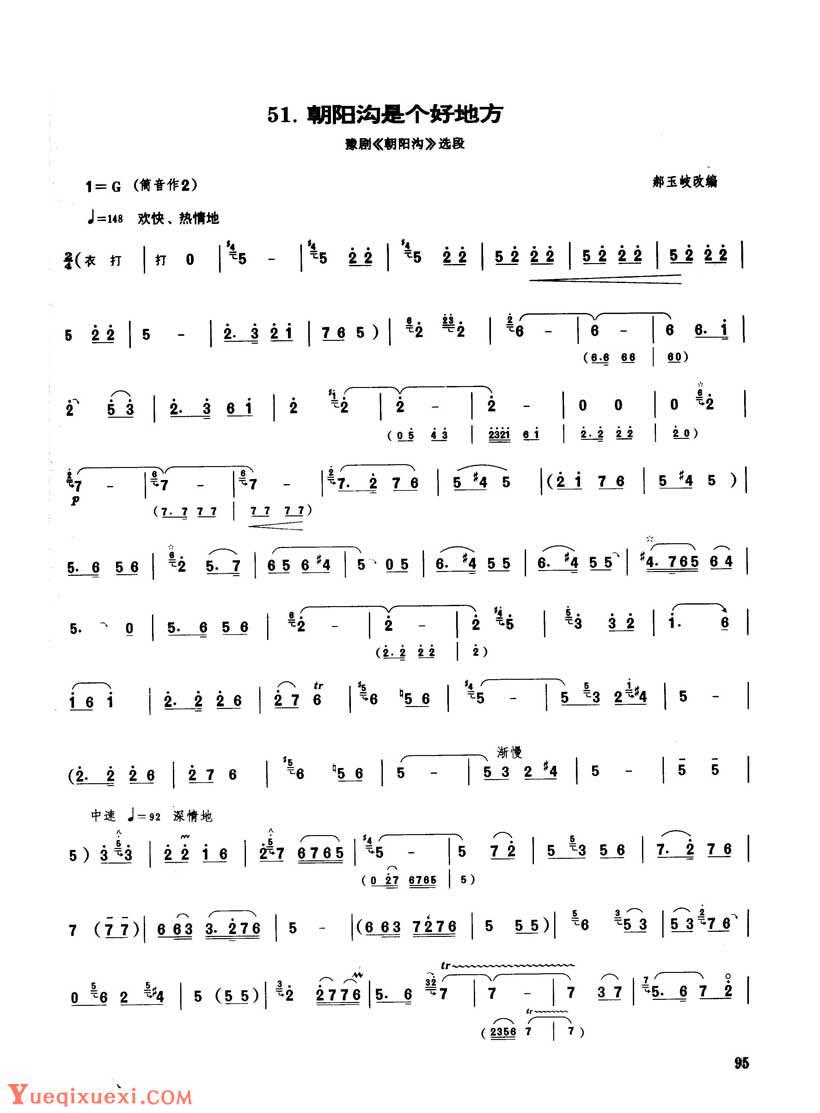 51. 朝阳沟是个好地方
豫剧《朝阳沟》选段
1=G (筒音作2)
郝玉岐改编
♩=148 欢快、热情地
2/4 (衣 打 | 打 0 | 5 - | 5 2 2 | 5 2 2 | 5 2 2 2 | 5 2 2 2 | 5 2 2 2 |
5 2 2 | 5 - | 2. 3 2 1 | 7 6 5 ) | 2 2 | 6 - | 6 - | 6 6. 1 |
(6.6 66 | 60)
2 5 3 | 2. 3 6 1 | 2 2 | 2 - | 2 - | 0 0 | 0 2 |
(0 5 4 3 | 2321 6 1 | 2. 2 2 2 | 2 0)
7 - | 7 - | 7 - | 7. 2 7 6 | 5 #4 5 | (2 1 7 6 | 5 #4 5 ) |
p
(7. 7 7 7 | 7 7 7 7)
5. 6 5 6 | 2 5. 7 | 6 5 6 #4 | 5 0 5 | 6. #4 5 5 | 6. #4 5 5 | #4. 765 6 4 |
5. 0 | 5. 6 5 6 | 2 - | 2 - | 2 5 | 3 3 2 | 1. 6 |
(2. 2 2 2 | 2 )
1 6 1 | 2. 2 2 6 | 2 7 6 tr | 6 ♮5 6 | 5 - | 5 3 2 #4 | 5 - |
渐慢
(2. 2 2 6 | 2 7 6 | 6 ♮5 6 | 5 - | 5 3 2 #4 | 5 - | 5 5
中速 ♩=92 深情地
5 ) 3 3 | 2 2 1 6 | 2 7 6765 | 5 - | 5 7 2 | 5 3 5 6 | 7. 2 7 6 |
(0 27 6765 | 5 )
7 (7 7) | 6 63 3. 276 | 5 - | (6 63 7276 | 5 5 5) | 6 5 3 | 5 3 7 6 |
0 6 2 #4 | 5 (5 5) | 2 2776 | 5. 6 7 | 7 - | 7 3 7 | 5. 6 7 2 |
tr
(2356 7 | 7 )
95
Yueqixuexi.com
乐器学习网